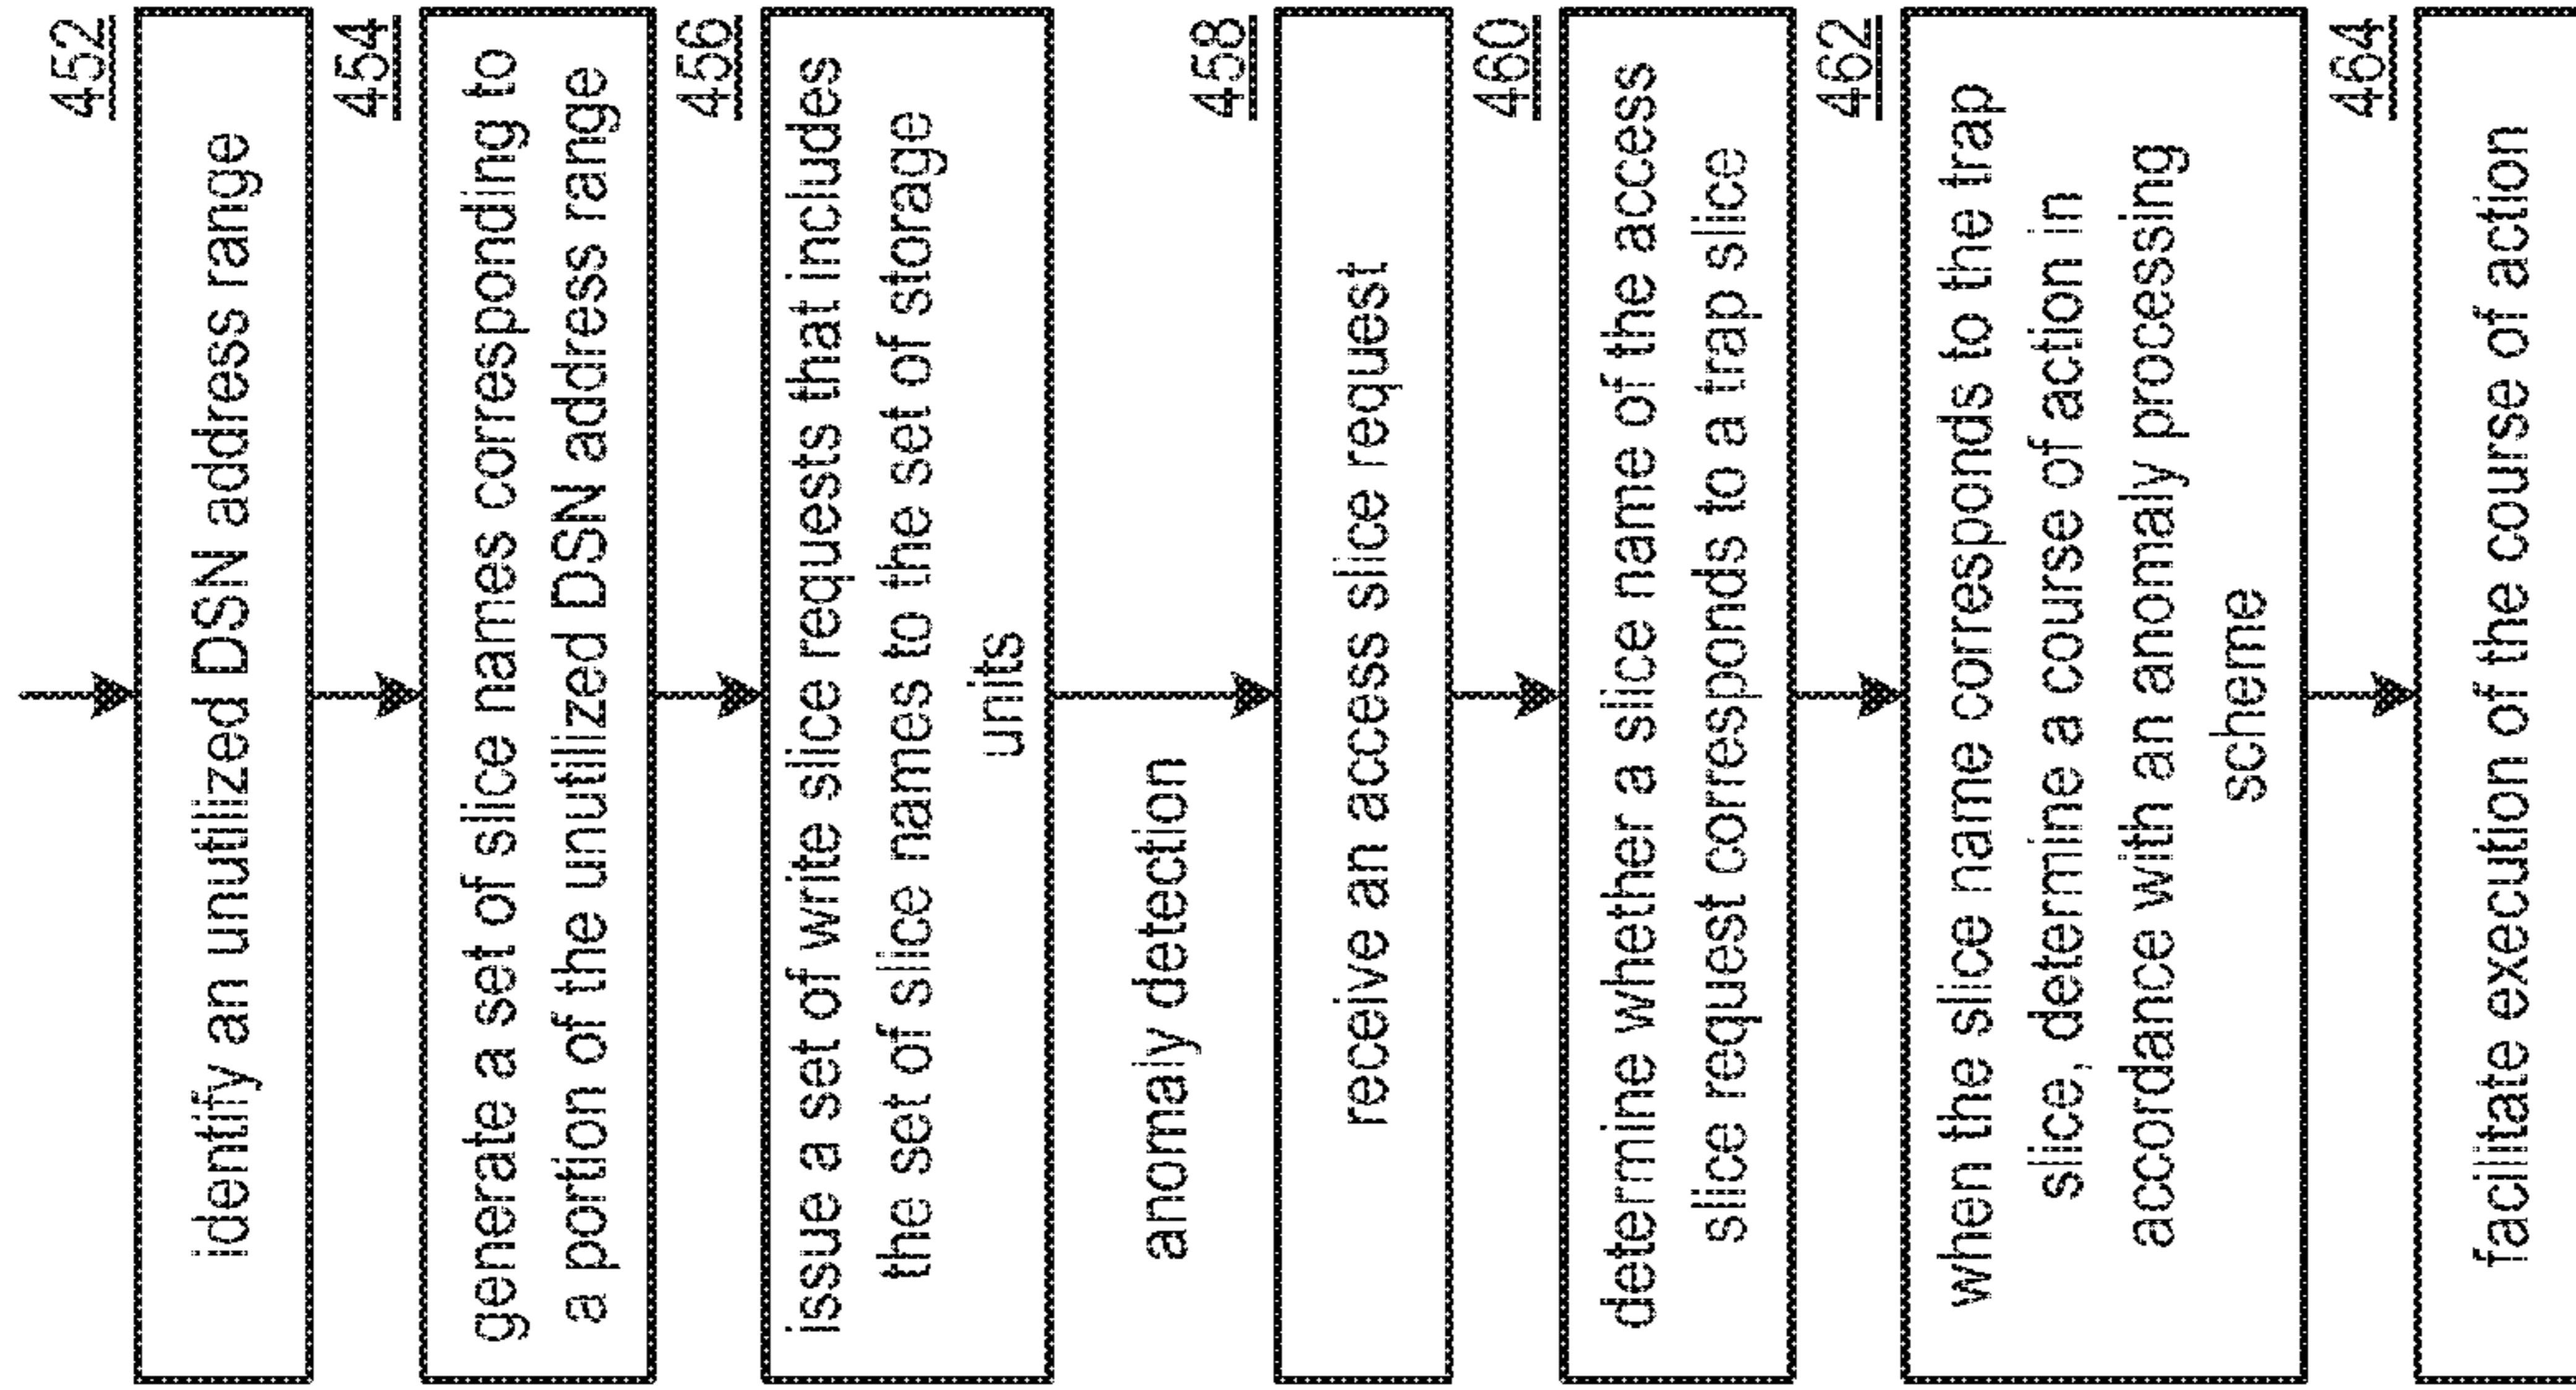 452
identify an unutilized DSN address range
454
generate a set of slice names corresponding to
a portion of the unutilized DSN address range
456
issue a set of write slice requests that includes
the set of slice names to the set of storage
units
anomaly detection
458
receive an access slice request
460
determine whether a slice name of the access
slice request corresponds to a trap slice
462
when the slice name corresponds to the trap
slice, determine a course of action in
accordance with an anomaly processing
scheme
464
facilitate execution of the course of action